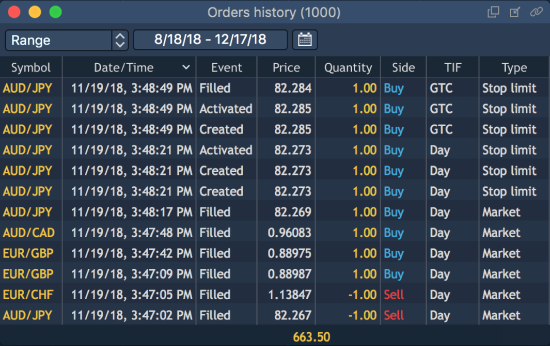 Orders history (1000)
Range 8/18/18 - 12/17/18
Symbol Date/Time Event Price Quantity Side TIF Type
AUD/JPY 11/19/18, 3:48:49 PM Filled 82.284 1.00 Buy GTC Stop limit
AUD/JPY 11/19/18, 3:48:49 PM Activated 82.285 1.00 Buy GTC Stop limit
AUD/JPY 11/19/18, 3:48:49 PM Created 82.285 1.00 Buy GTC Stop limit
AUD/JPY 11/19/18, 3:48:21 PM Activated 82.273 1.00 Buy Day Stop limit
AUD/JPY 11/19/18, 3:48:21 PM Created 82.273 1.00 Buy Day Stop limit
AUD/JPY 11/19/18, 3:48:21 PM Created 82.273 1.00 Buy Day Stop limit
AUD/JPY 11/19/18, 3:48:17 PM Filled 82.269 1.00 Buy Day Market
AUD/CAD 11/19/18, 3:47:48 PM Filled 0.96083 1.00 Buy Day Market
EUR/GBP 11/19/18, 3:47:42 PM Filled 0.88975 1.00 Buy Day Market
EUR/GBP 11/19/18, 3:47:09 PM Filled 0.88987 1.00 Buy Day Market
EUR/CHF 11/19/18, 3:47:05 PM Filled 1.13847 -1.00 Sell Day Market
AUD/JPY 11/19/18, 3:47:02 PM Filled 82.267 -1.00 Sell Day Market
663.50